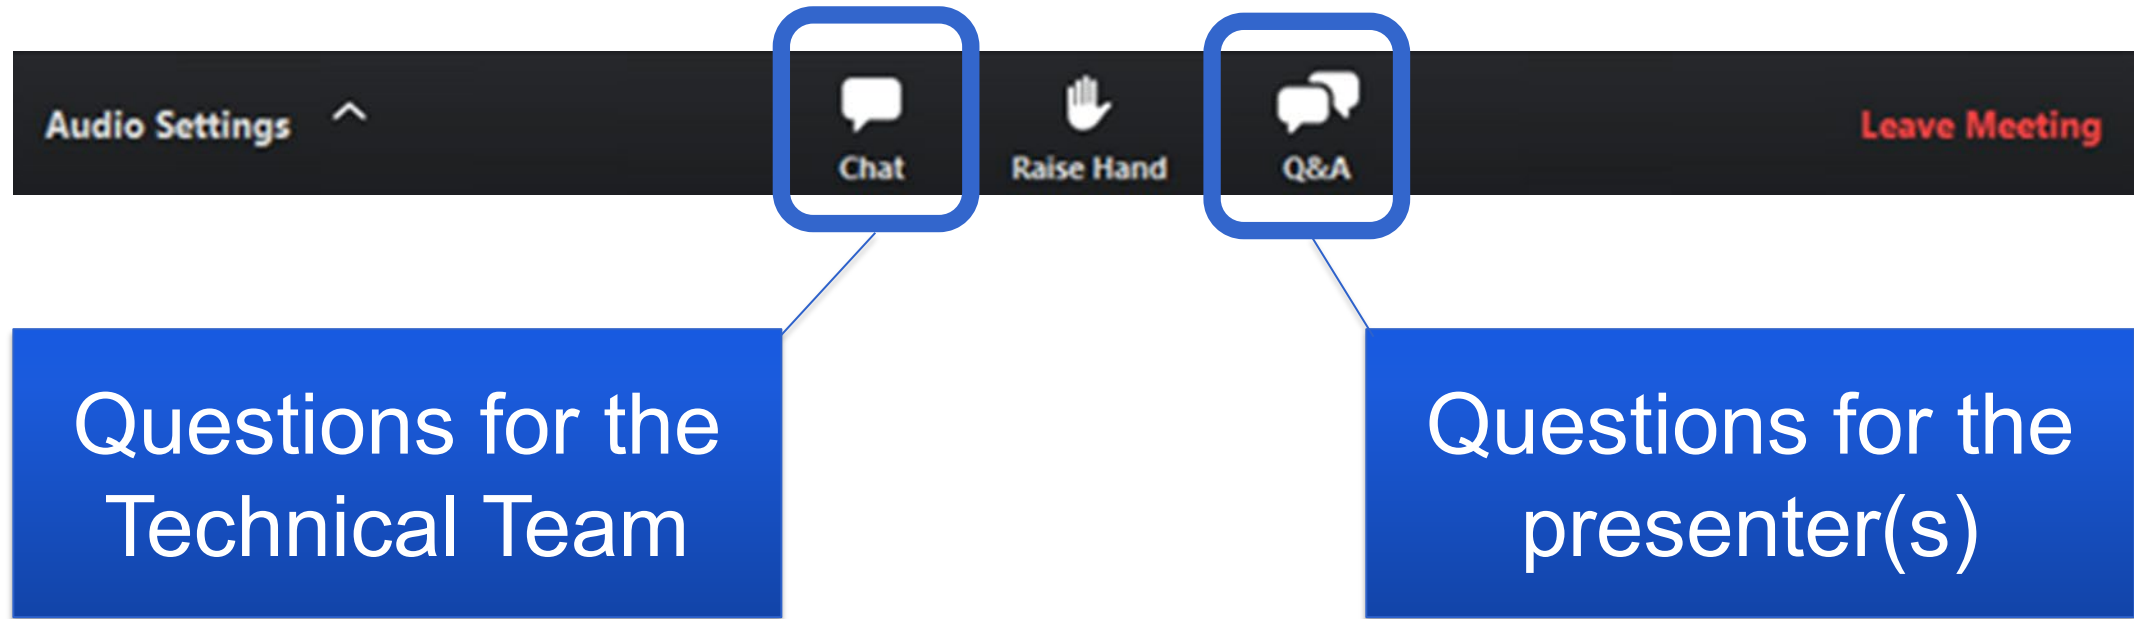 Audio Settings
Chat
Raise Hand
Q&A
Leave Meeting
Questions for the
Technical Team
Questions for the
presenter(s)